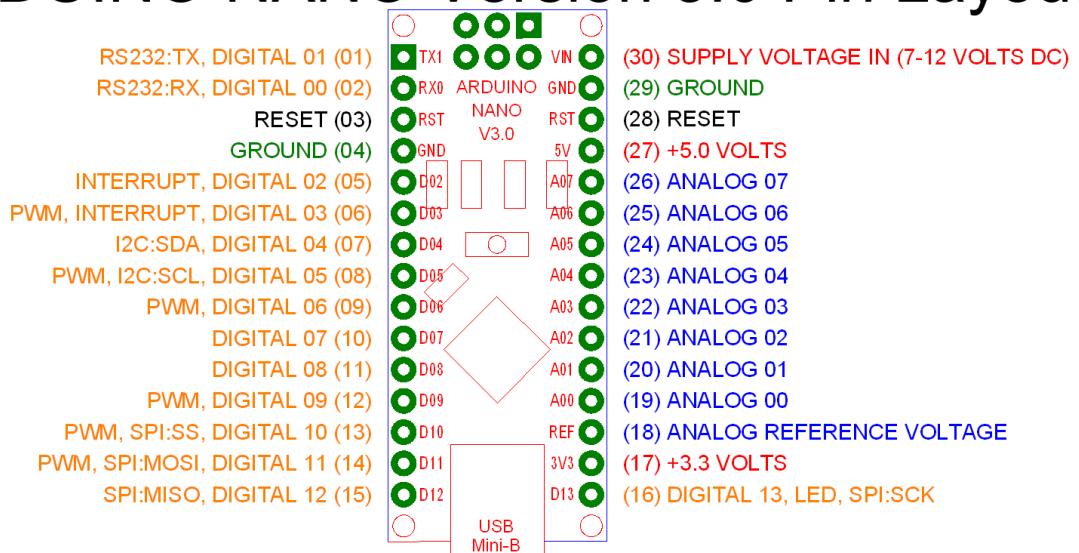 DUINO NANO Version 3.0 Pin Layou
RS232:TX, DIGITAL 01 (01)
RS232:RX, DIGITAL 00 (02)
RESET (03)
GROUND (04)
INTERRUPT, DIGITAL 02 (05)
PWM, INTERRUPT, DIGITAL 03 (06)
I2C:SDA, DIGITAL 04 (07)
PWM, I2C:SCL, DIGITAL 05 (08)
PWM, DIGITAL 06 (09)
DIGITAL 07 (10)
DIGITAL 08 (11)
PWM, DIGITAL 09 (12)
PWM, SPI:SS, DIGITAL 10 (13)
PWM, SPI:MOSI, DIGITAL 11 (14)
SPI:MISO, DIGITAL 12 (15)
TX1
RX0
RST
GND
D02
D03
D04
D05
D06
D07
D08
D09
D10
D11
D12
ARDUINO
NANO
V3.0
USB
Mini-B
VIN
GND
RST
5V
A07
A06
A05
A04
A03
A02
A01
A00
REF
3V3
D13
(30) SUPPLY VOLTAGE IN (7-12 VOLTS DC)
(29) GROUND
(28) RESET
(27) +5.0 VOLTS
(26) ANALOG 07
(25) ANALOG 06
(24) ANALOG 05
(23) ANALOG 04
(22) ANALOG 03
(21) ANALOG 02
(20) ANALOG 01
(19) ANALOG 00
(18) ANALOG REFERENCE VOLTAGE
(17) +3.3 VOLTS
(16) DIGITAL 13, LED, SPI:SCK